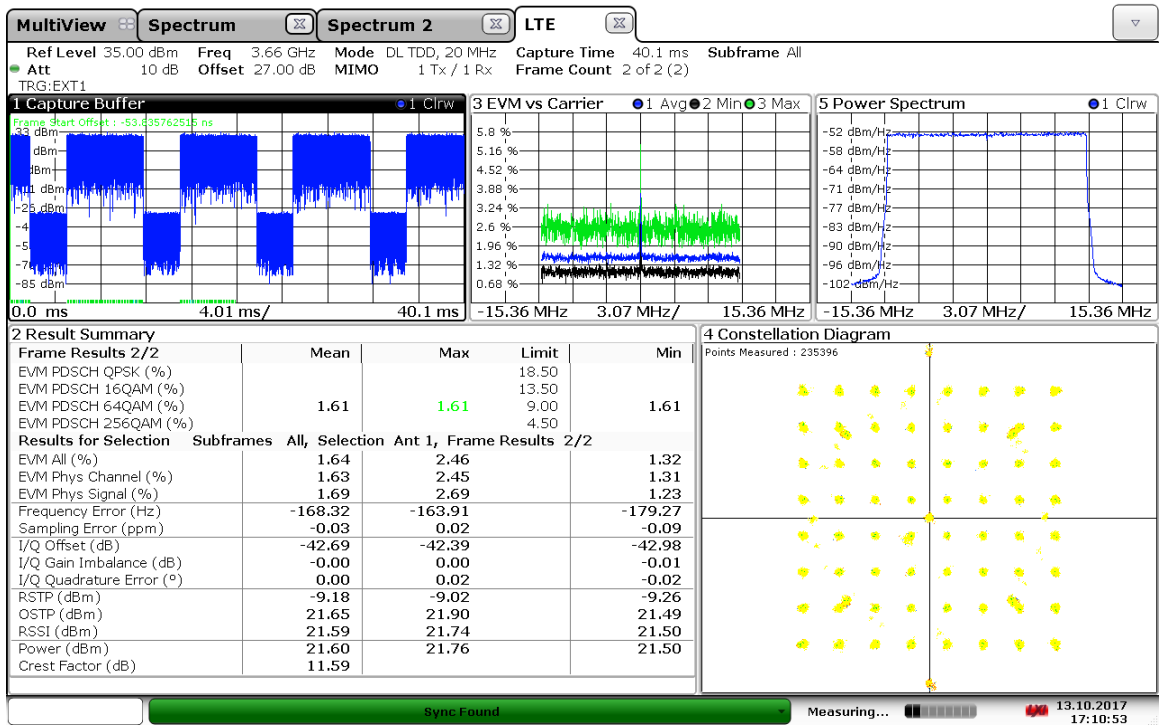 MultiView Spectrum Spectrum 2 LTE
Ref Level 35.00 dBm Freq 3.66 GHz Mode DL TDD, 20 MHz Capture Time 40.1 ms Subframe All
Att 10 dB Offset 27.00 dB MIMO 1 Tx / 1 Rx Frame Count 2 of 2 (2)
TRG:EXT1
1 Capture Buffer 1 Clrw
Frame Start Offset : -53.835762515 ns
33 dBm
dBm
dBm
dBm
-25 dBm
-85 dBm
0.0 ms 4.01 ms/ 40.1 ms
3 EVM vs Carrier 1 Avg 2 Min 3 Max
5.8 %
5.16 %
4.52 %
3.88 %
3.24 %
2.6 %
1.96 %
1.32 %
0.68 %
-15.36 MHz 3.07 MHz/ 15.36 MHz
5 Power Spectrum 1 Clrw
-52 dBm/Hz
-58 dBm/Hz
-64 dBm/Hz
-71 dBm/Hz
-77 dBm/Hz
-83 dBm/Hz
-90 dBm/Hz
-96 dBm/Hz
-102 dBm/Hz
-15.36 MHz 3.07 MHz/ 15.36 MHz
2 Result Summary
Frame Results 2/2 Mean Max Limit Min
EVM PDSCH QPSK (%) 18.50
EVM PDSCH 16QAM (%) 13.50
EVM PDSCH 64QAM (%) 1.61 1.61 9.00 1.61
EVM PDSCH 256QAM (%) 4.50
Results for Selection Subframes All, Selection Ant 1, Frame Results 2/2
EVM All (%) 1.64 2.46 1.32
EVM Phys Channel (%) 1.63 2.45 1.31
EVM Phys Signal (%) 1.69 2.69 1.23
Frequency Error (Hz) -168.32 -163.91 -179.27
Sampling Error (ppm) -0.03 0.02 -0.09
I/Q Offset (dB) -42.69 -42.39 -42.98
I/Q Gain Imbalance (dB) -0.00 0.00 -0.01
I/Q Quadrature Error (°) 0.00 0.02 -0.02
RSTP (dBm) -9.18 -9.02 -9.26
OSTP (dBm) 21.65 21.90 21.49
RSSI (dBm) 21.59 21.74 21.50
Power (dBm) 21.60 21.76 21.50
Crest Factor (dB) 11.59
4 Constellation Diagram
Points Measured : 235396
Sync Found
Measuring...
LXI
13.10.2017
17:10:53